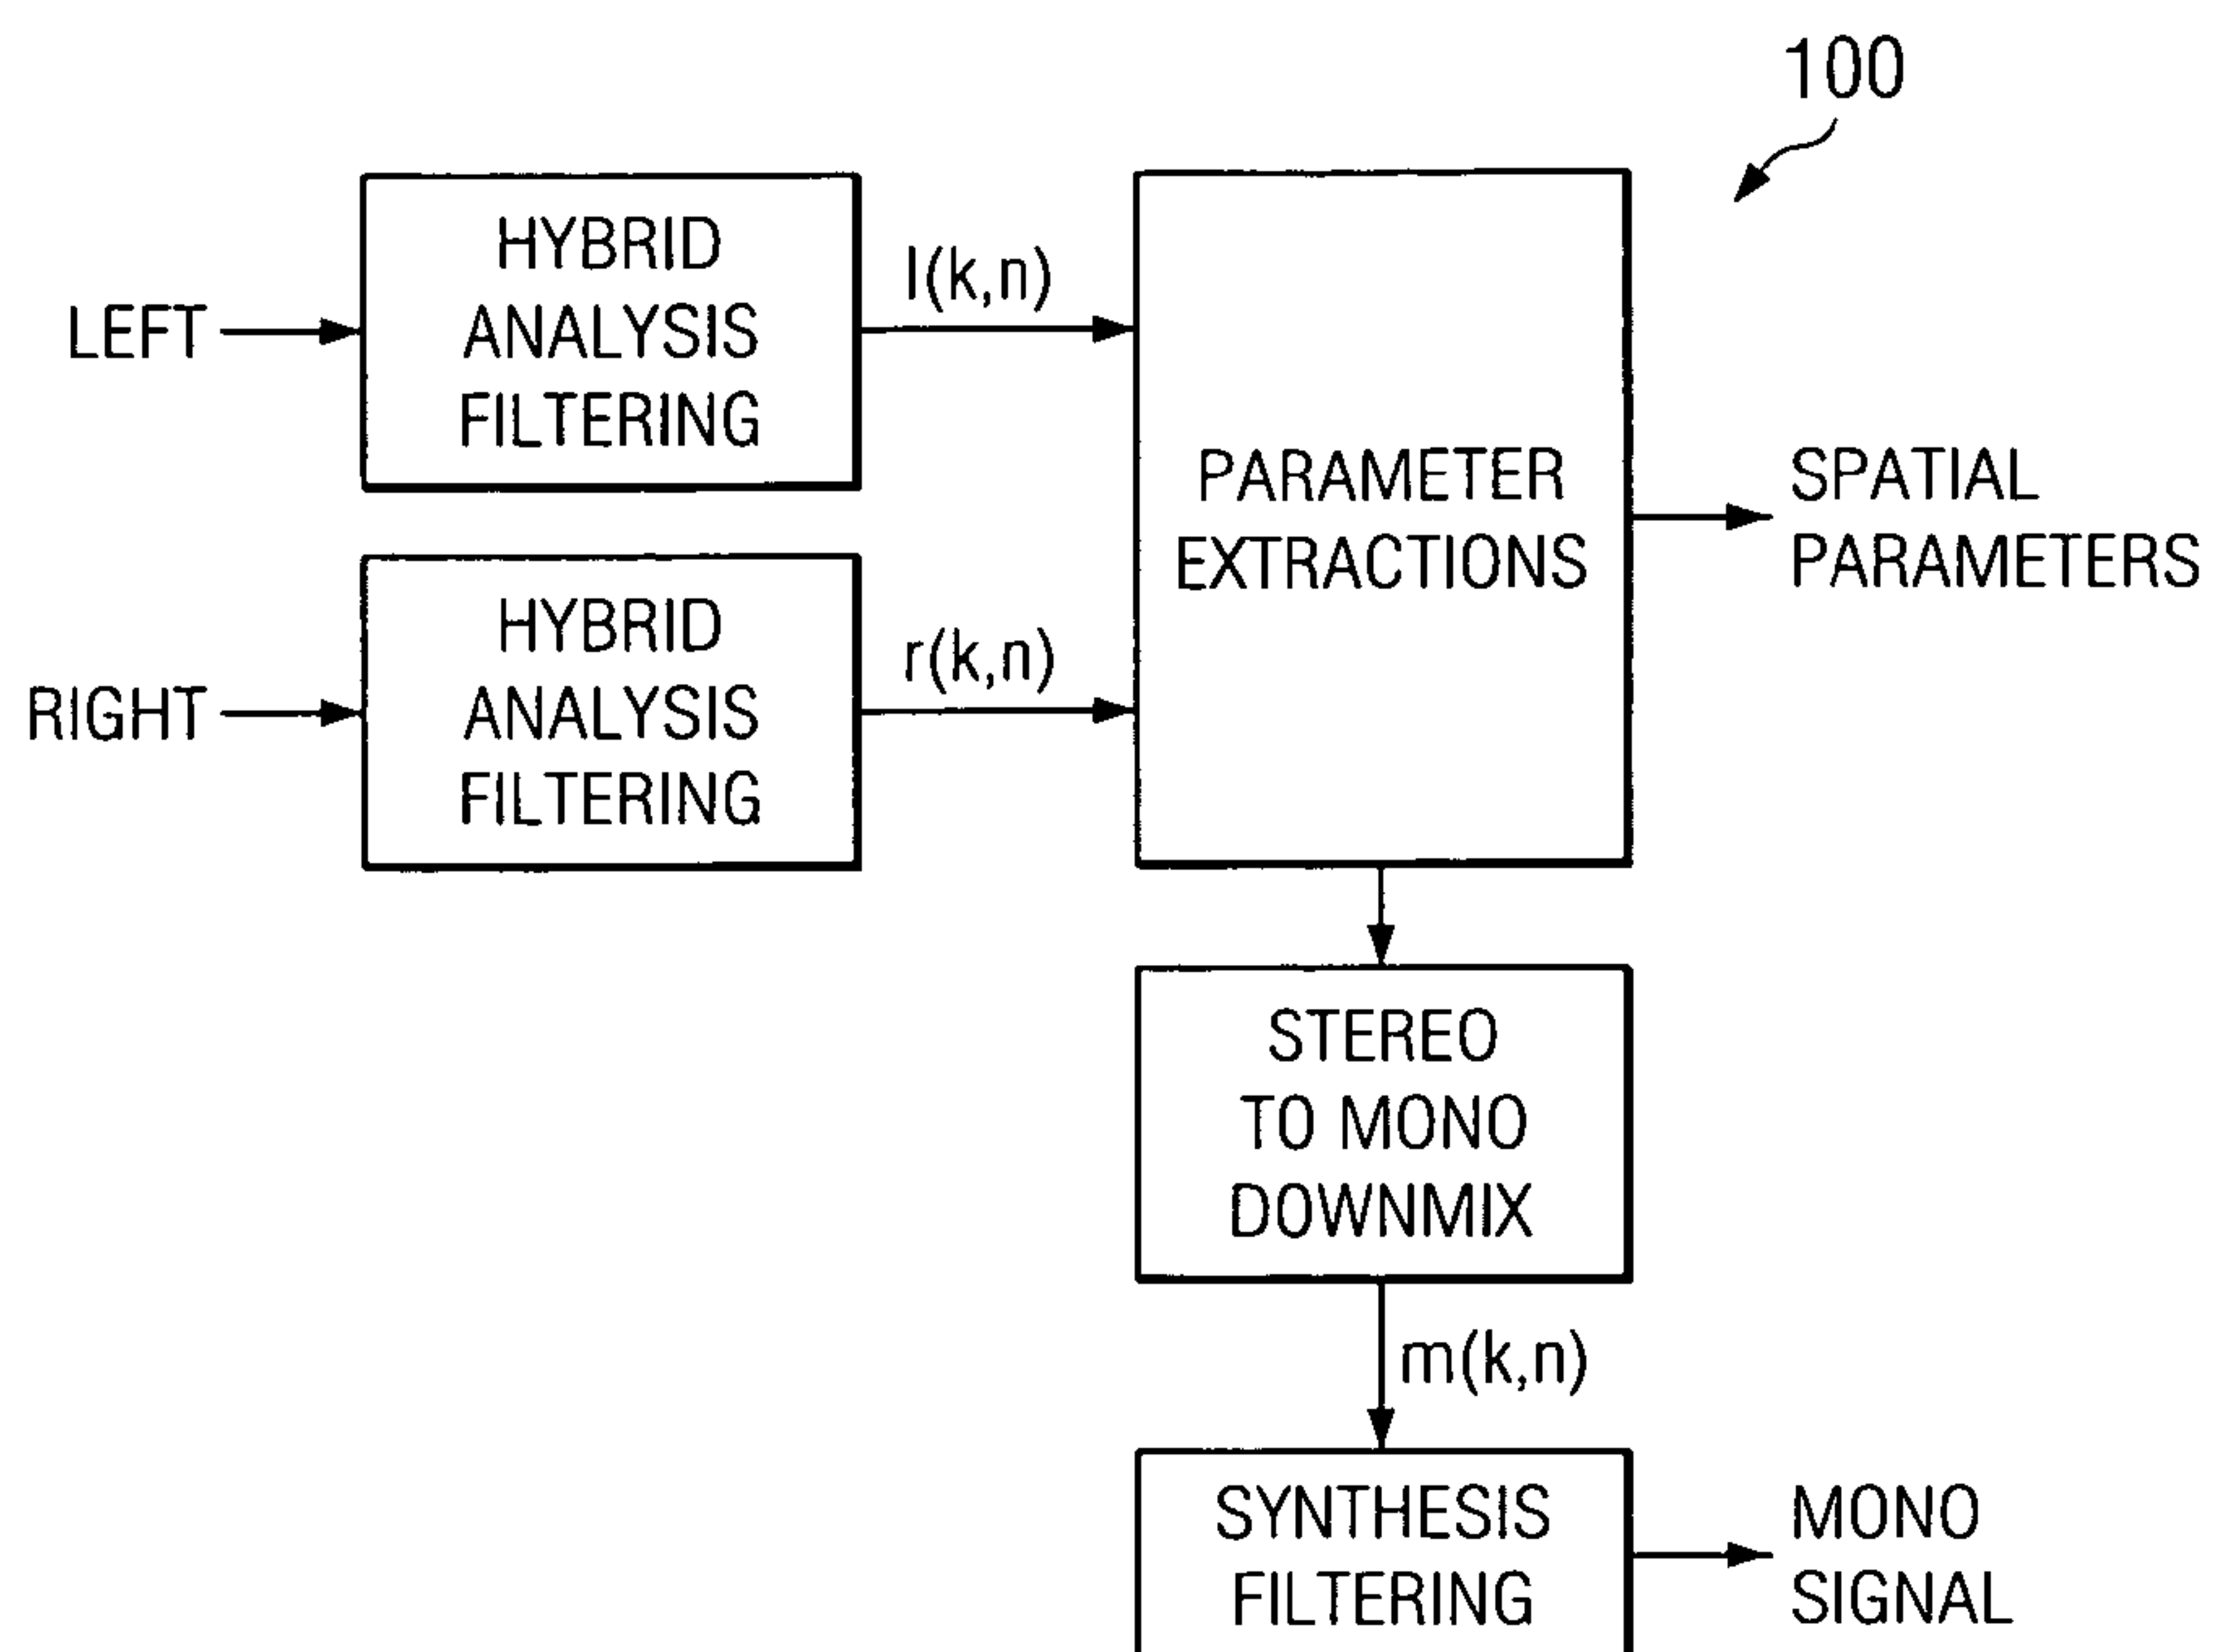 100
HYBRID
ANALYSIS
FILTERING
LEFT
l(k,n)
HYBRID
ANALYSIS
FILTERING
RIGHT
r(k,n)
PARAMETER
EXTRACTIONS
SPATIAL
PARAMETERS
STEREO
TO MONO
DOWNMIX
m(k,n)
SYNTHESIS
FILTERING
MONO
SIGNAL